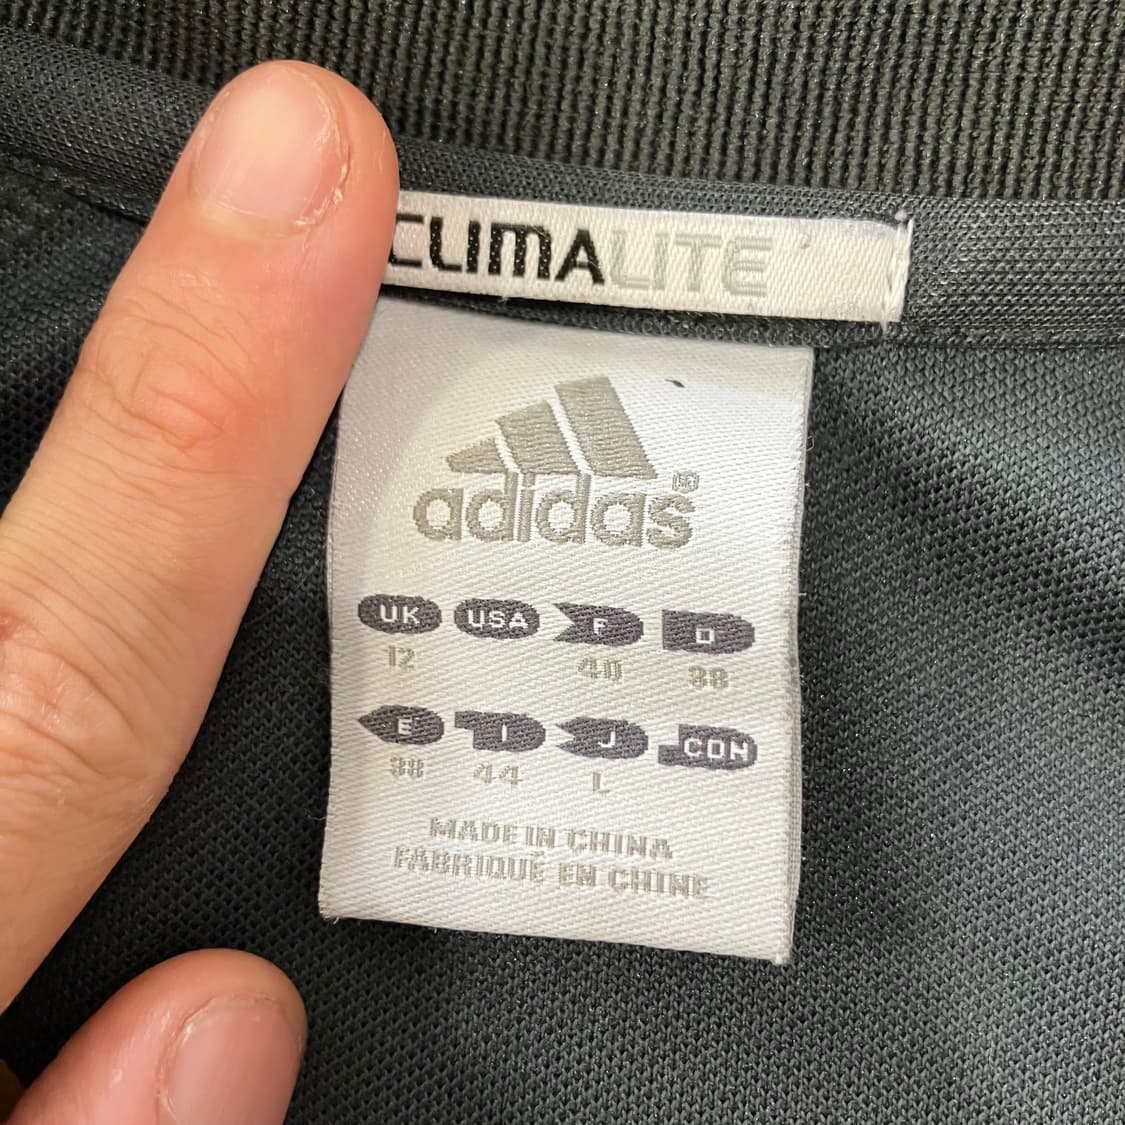 CLIMALITE
adidas®
UK USA F D
12 40 38
E I J CON
38 44 L
MADE IN CHINA
FABRIQUÉ EN CHINE